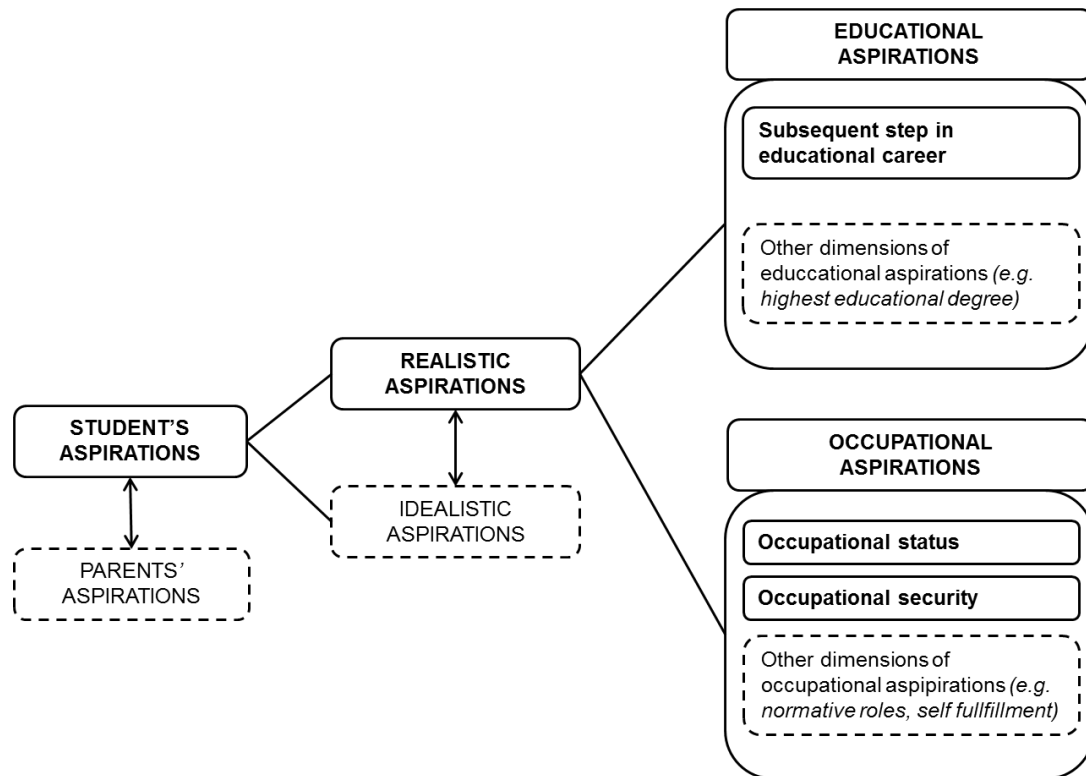 EDUCATIONAL
ASPIRATIONS
Subsequent step in
educational career
Other dimensions of
educcational aspirations (e.g.
highest educational degree)
REALISTIC
ASPIRATIONS
STUDENT'S
ASPIRATIONS
IDEALISTIC
ASPIRATIONS
PARENTS'
ASPIRATIONS
OCCUPATIONAL
ASPIRATIONS
Occupational status
Occupational security
Other dimensions of
occupational aspipirations (e.g.
normative roles, self fullfillment)